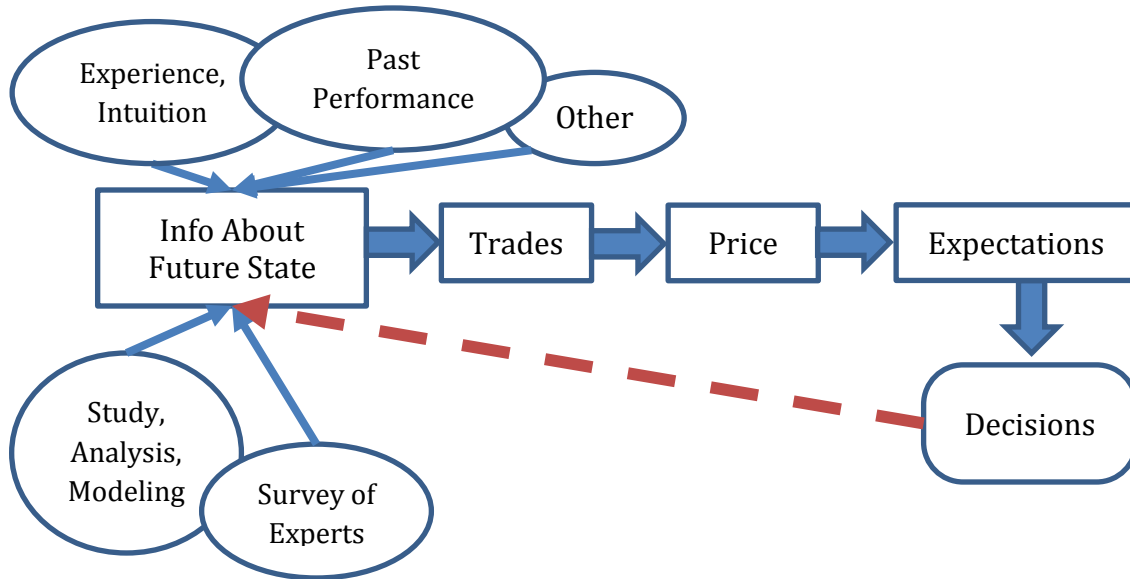 Experience,
Intuition
Past
Performance
Other
Info About
Future State
Trades
Price
Expectations
Decisions
Study,
Analysis,
Modeling
Survey of
Experts